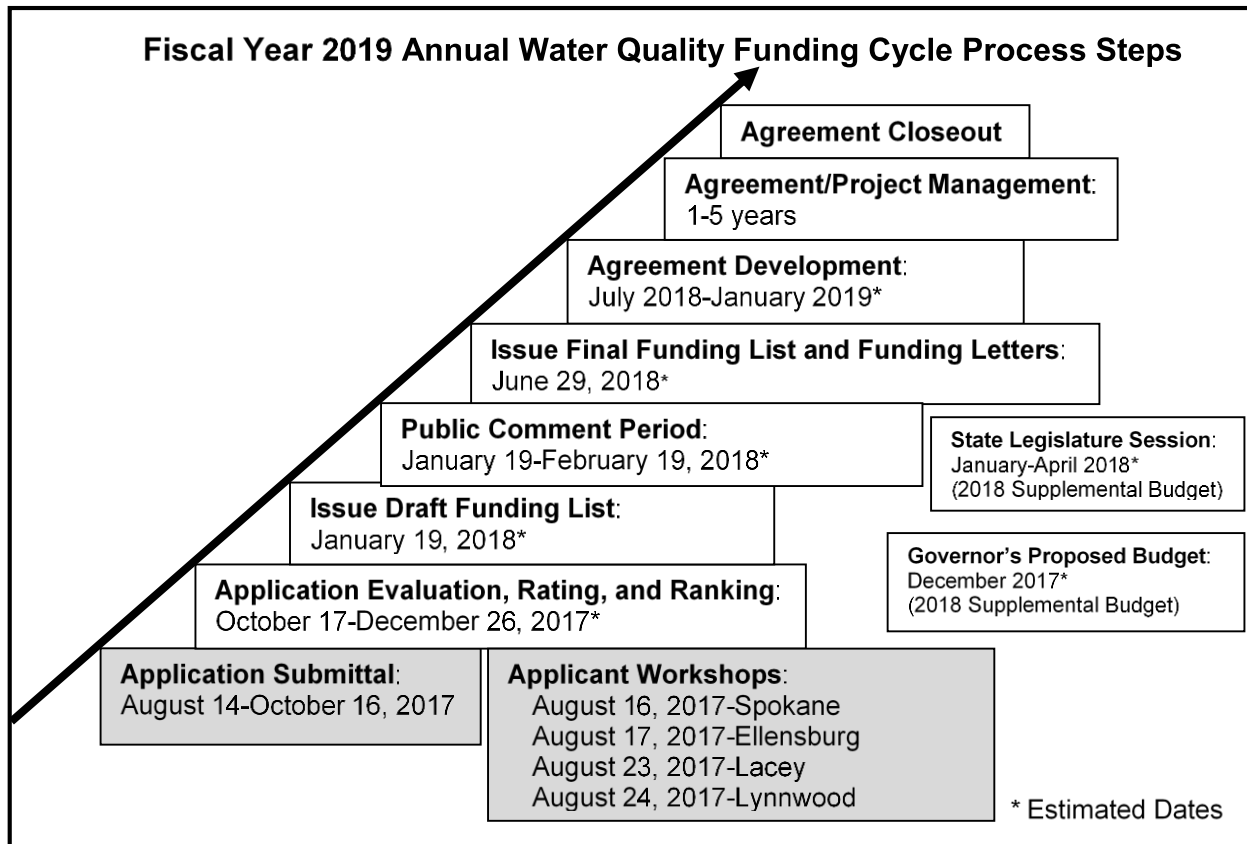 Fiscal Year 2019 Annual Water Quality Funding Cycle Process Steps
Agreement Closeout
Agreement/Project Management:
1-5 years
Agreement Development:
July 2018-January 2019*
Issue Final Funding List and Funding Letters:
June 29, 2018*
Public Comment Period:
January 19-February 19, 2018*
State Legislature Session:
January-April 2018*
(2018 Supplemental Budget)
Issue Draft Funding List:
January 19, 2018*
Governor's Proposed Budget:
December 2017*
(2018 Supplemental Budget)
Application Evaluation, Rating, and Ranking:
October 17-December 26, 2017*
Application Submittal:
August 14-October 16, 2017
Applicant Workshops:
August 16, 2017-Spokane
August 17, 2017-Ellensburg
August 23, 2017-Lacey
August 24, 2017-Lynnwood
* Estimated Dates